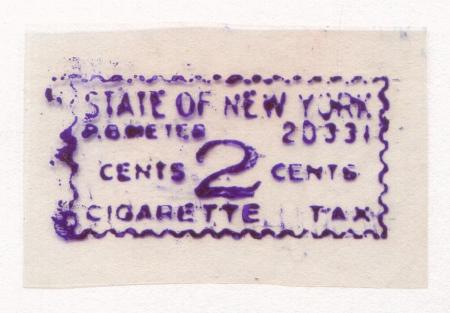 STATE OF NEW YORK
P.B. METER 20331
CENTS 2 CENTS
CIGARETTE TAX